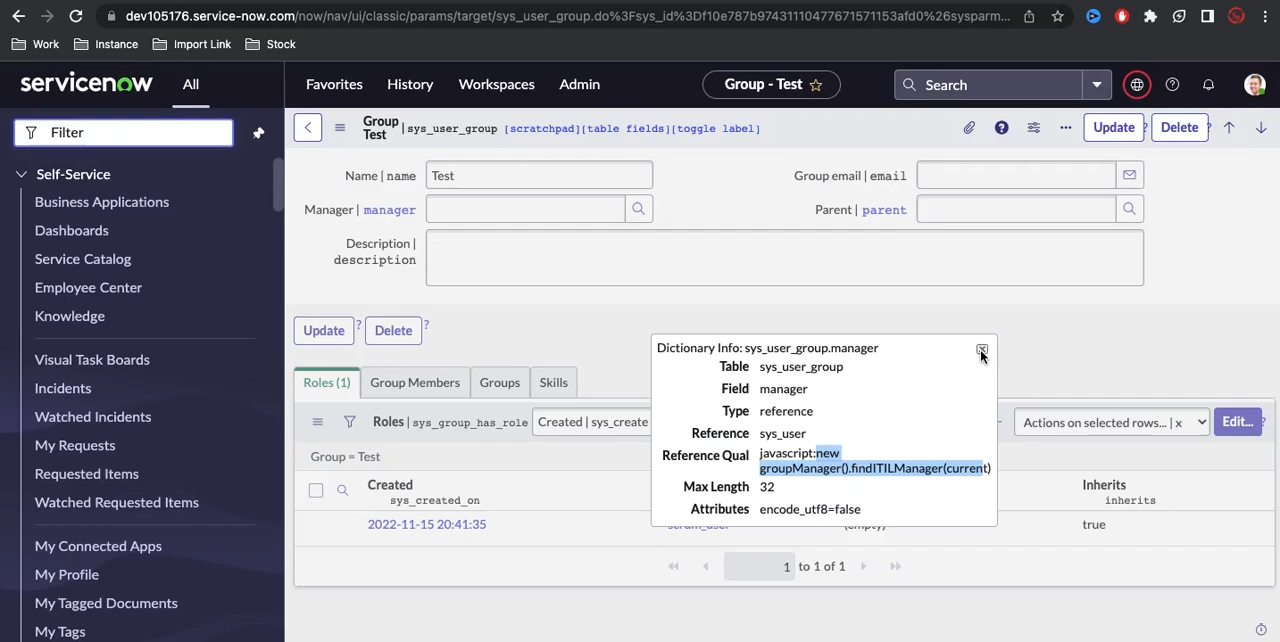 dev105176.service-now.com/now/nav/ui/classic/params/target/sys_user_group.do%3Fsys_id%3Df10e787b97431110477671571153afd0%26sysparm...
Work Instance Import Link Stock
servicenow All Favorites History Workspaces Admin Group - Test Search
Filter
Group
Test | sys_user_group [scratchpad][table fields][toggle label] Update ? Delete ?
Self-Service
Business Applications
Dashboards
Service Catalog
Employee Center
Knowledge
Visual Task Boards
Incidents
Watched Incidents
My Requests
Requested Items
Watched Requested Items
My Connected Apps
My Profile
My Tagged Documents
My Tags
Name | name Test Group email | email
Manager | manager Parent | parent
Description |
description
Update ? Delete ?
Roles (1) Group Members Groups Skills
Roles | sys_group_has_role Created | sys_create Actions on selected rows... | x Edit... ?
Group = Test
Created Inherits
sys_created_on inherits
2022-11-15 20:41:35 scrum_user (empty) true
1 to 1 of 1
Dictionary Info: sys_user_group.manager
Table sys_user_group
Field manager
Type reference
Reference sys_user
Reference Qual javascript:new
groupManager().findITILManager(current)
Max Length 32
Attributes encode_utf8=false